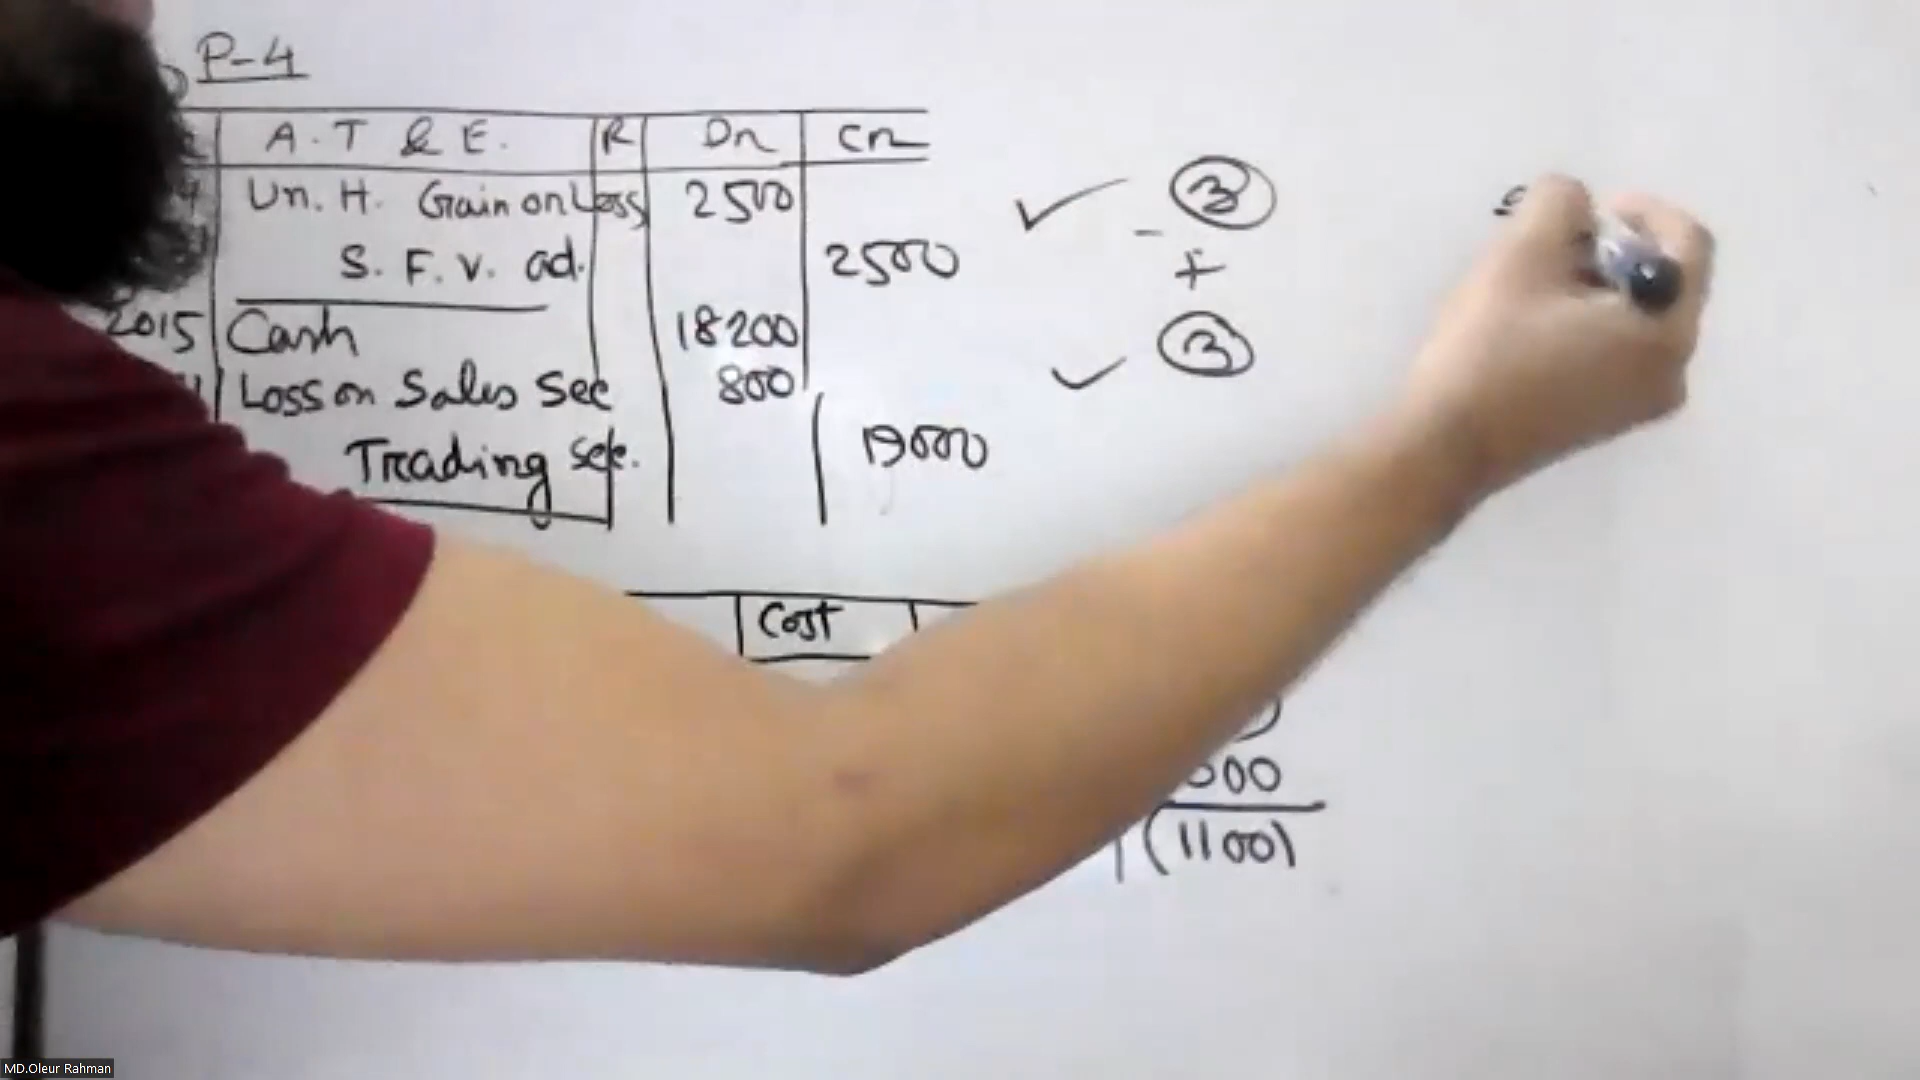 P-4
A.T & E. R Dr Cr
Un. H. Gain or Loss 2500 ✓ - 3
S. F. V. ad. 2500 +
2015 Cash 18200 3
Loss on Sales Sec 800 ✓
Trading sec. 19000
Cost
000
(1100)
MD.Oleur Rahman